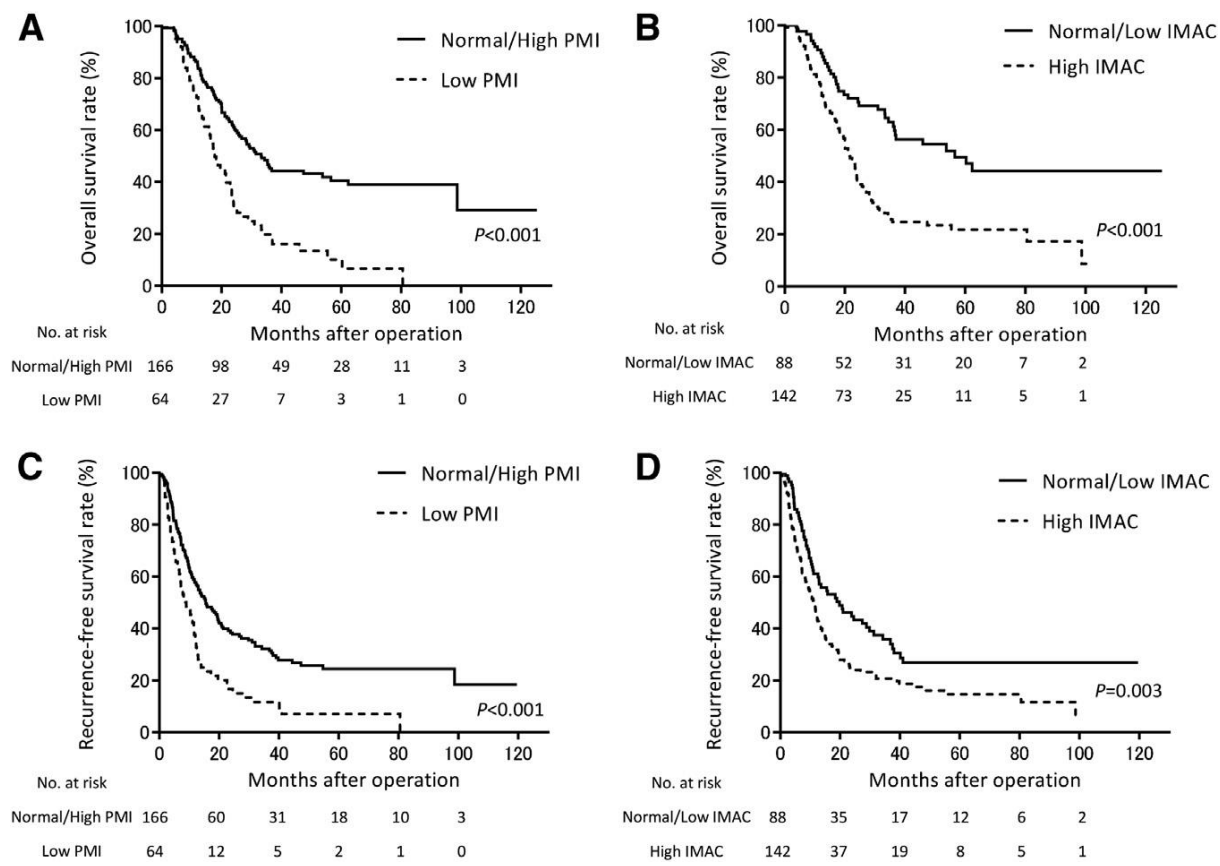 A
Normal/High PMI
Low PMI
Overall survival rate (%)
100
80
60
40
20
0
P<0.001
0 20 40 60 80 100 120
Months after operation
No. at risk
Normal/High PMI 166 98 49 28 11 3
Low PMI 64 27 7 3 1 0
B
Normal/Low IMAC
High IMAC
Overall survival rate (%)
100
80
60
40
20
0
P<0.001
0 20 40 60 80 100 120
Months after operation
No. at risk
Normal/Low IMAC 88 52 31 20 7 2
High IMAC 142 73 25 11 5 1
C
Normal/High PMI
Low PMI
Recurrence-free survival rate (%)
100
80
60
40
20
0
P<0.001
0 20 40 60 80 100 120
Months after operation
No. at risk
Normal/High PMI 166 60 31 18 10 3
Low PMI 64 12 5 2 1 0
D
Normal/Low IMAC
High IMAC
Recurrence-free survival rate (%)
100
80
60
40
20
0
P=0.003
0 20 40 60 80 100 120
Months after operation
No. at risk
Normal/Low IMAC 88 35 17 12 6 2
High IMAC 142 37 19 8 5 1